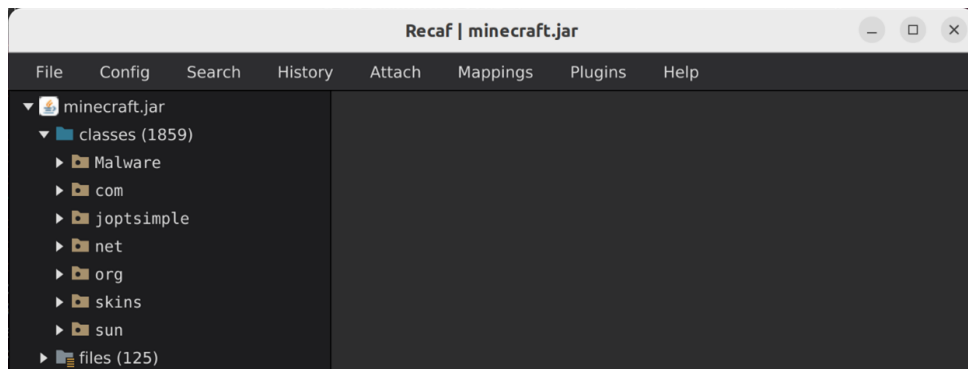 Recaf | minecraft.jar
File Config Search History Attach Mappings Plugins Help
minecraft.jar
classes (1859)
Malware
com
joptsimple
net
org
skins
sun
files (125)